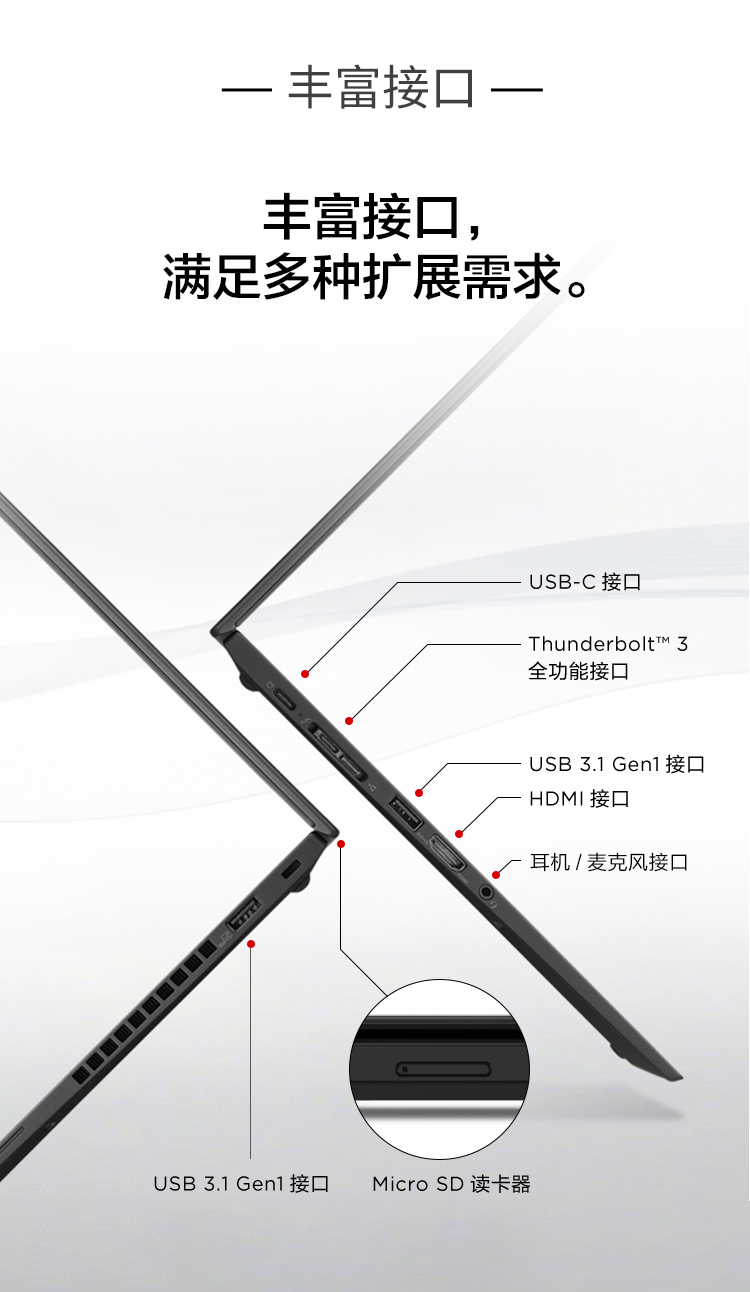 丰富接口
丰富接口，
满足多种扩展需求。
USB-C 接口
Thunderbolt™ 3
全功能接口
USB 3.1 Gen1 接口
HDMI 接口
耳机 / 麦克风接口
USB 3.1 Gen1 接口
Micro SD 读卡器